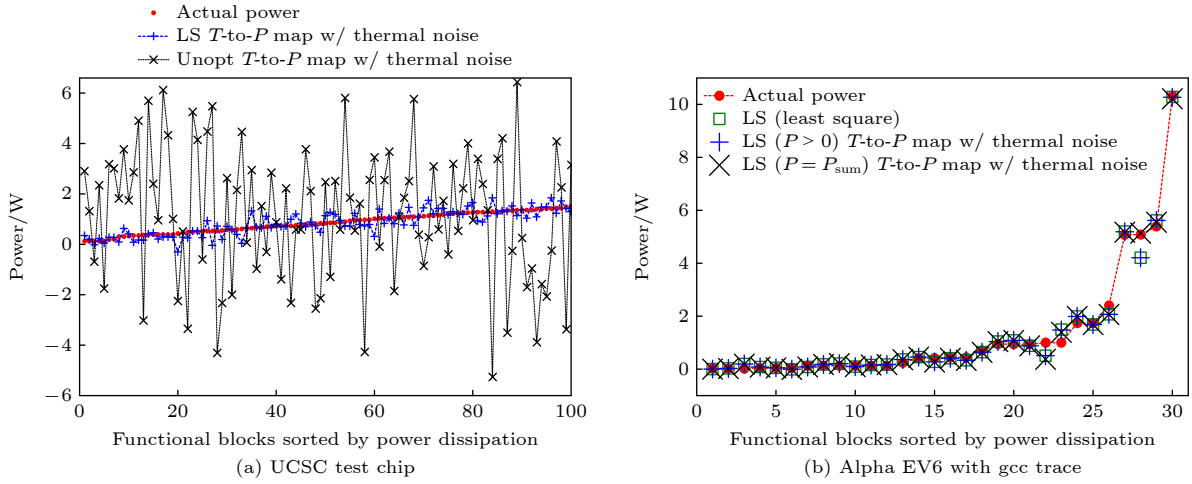 Actual power
LS T-to-P map w/ thermal noise
Unopt T-to-P map w/ thermal noise
Power/W
6
4
2
0
−2
−4
−6
0
20
40
60
80
100
Functional blocks sorted by power dissipation
(a) UCSC test chip
Actual power
LS (least square)
LS (P > 0) T-to-P map w/ thermal noise
LS (P = Psum) T-to-P map w/ thermal noise
Power/W
10
8
6
4
2
0
0
5
10
15
20
25
30
Functional blocks sorted by power dissipation
(b) Alpha EV6 with gcc trace